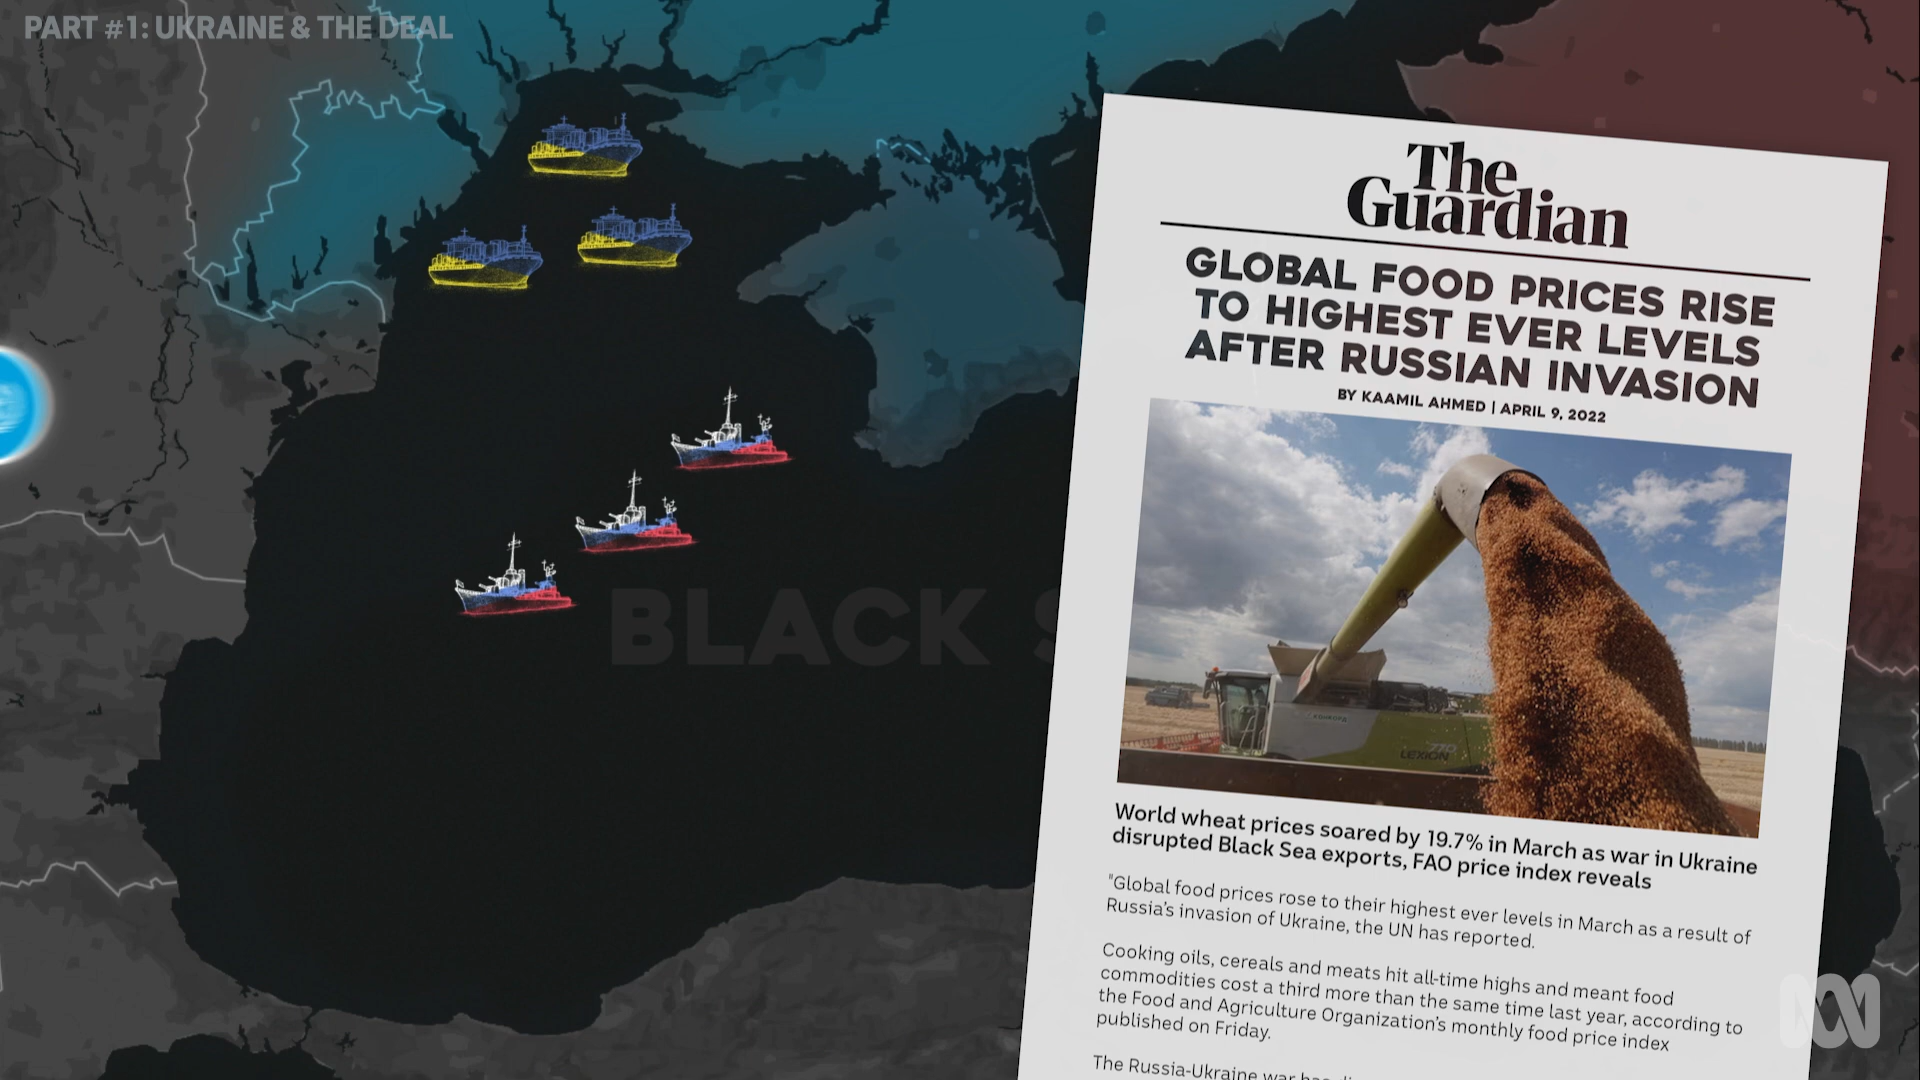 PART #1: UKRAINE & THE DEAL
BLACK
The
Guardian
GLOBAL FOOD PRICES RISE
TO HIGHEST EVER LEVELS
AFTER RUSSIAN INVASION
BY KAAMIL AHMED | APRIL 9, 2022
770
LEXION
World wheat prices soared by 19.7% in March as war in Ukraine
disrupted Black Sea exports, FAO price index reveals
"Global food prices rose to their highest ever levels in March as a result of
Russia's invasion of Ukraine, the UN has reported.
Cooking oils, cereals and meats hit all-time highs and meant food
commodities cost a third more than the same time last year, according to
the Food and Agriculture Organization's monthly food price index
published on Friday.
The Russia-Ukraine war has